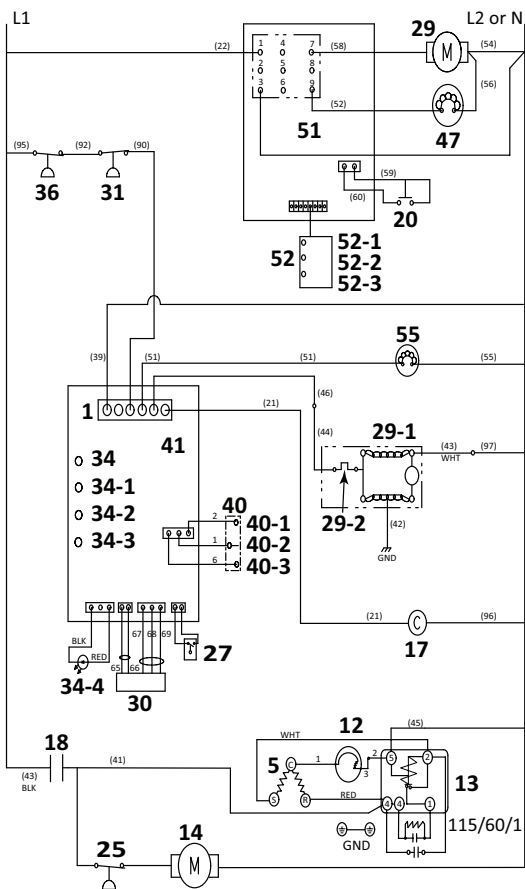 L1 L2 or N
(22) 1 4 7 (58) 29 M (54)
2 5 8
3 6 9 (52) (56)
51 47
(95) (92) (90)
36 31
(59)
(60) 20
52 52-1
52-2
52-3
55
(39) (51) (51) (55)
(46)
1 (21)
41 (44) 29-1 (43) (97)
WHT
34
34-1
34-2 29-2
34-3 (42)
GND
40
2 40-1
1 40-2
6 40-3
(21) C (96)
17
BLK 67 68 69 27
RED
65 66
34-4 30
(45)
12
WHT
18 5 C 1 2 3 5 2 13
(41)
S R RED 4 4 1
(43)
BLK
GND 115/60/1
14
25 M